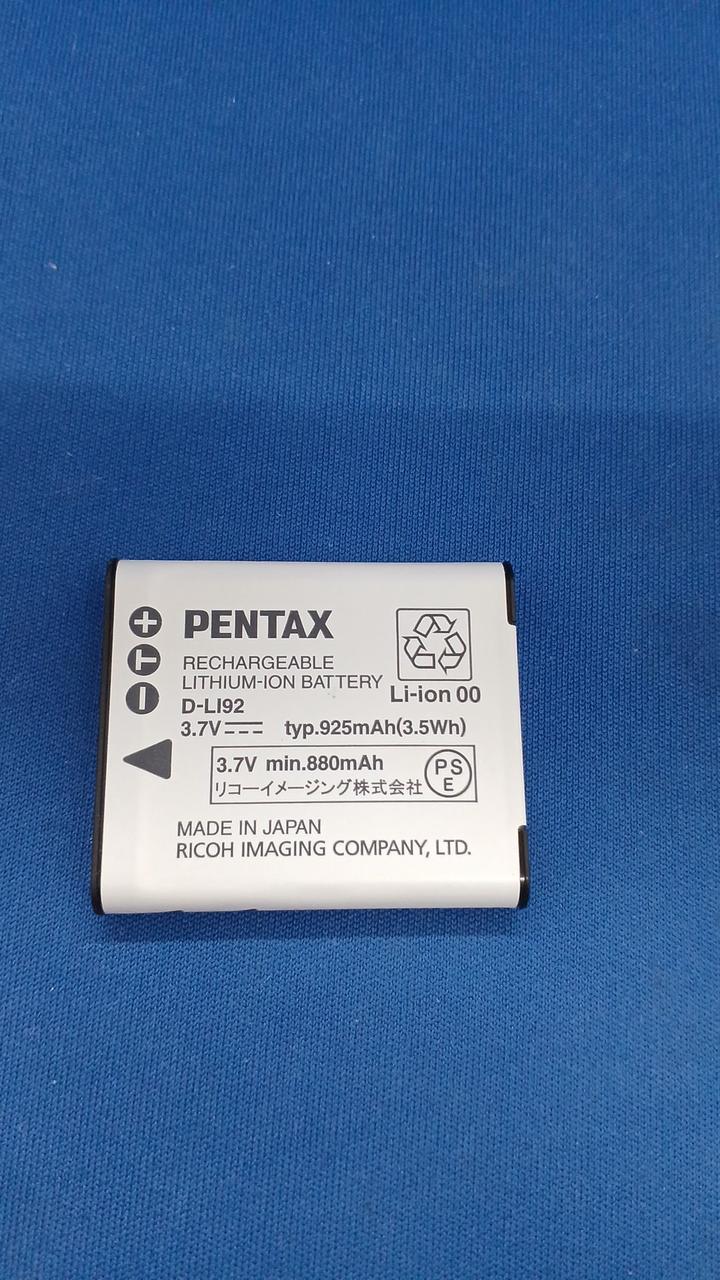 PENTAX
RECHARGEABLE
LITHIUM-ION BATTERY
Li-ion 00
D-LI92
3.7V typ.925mAh(3.5Wh)
3.7V min.880mAh
リコーイメージング株式会社
PS
E
MADE IN JAPAN
RICOH IMAGING COMPANY, LTD.